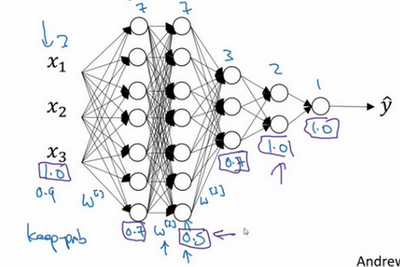 7 7
↓3
x₁
3
2
1
x₂
ŷ
x₃
1.0
0.7
1.0
1.0
0.9
w[1]
w[2]
w[3]
keep-prob
0.7
0.5 ←
Andrew